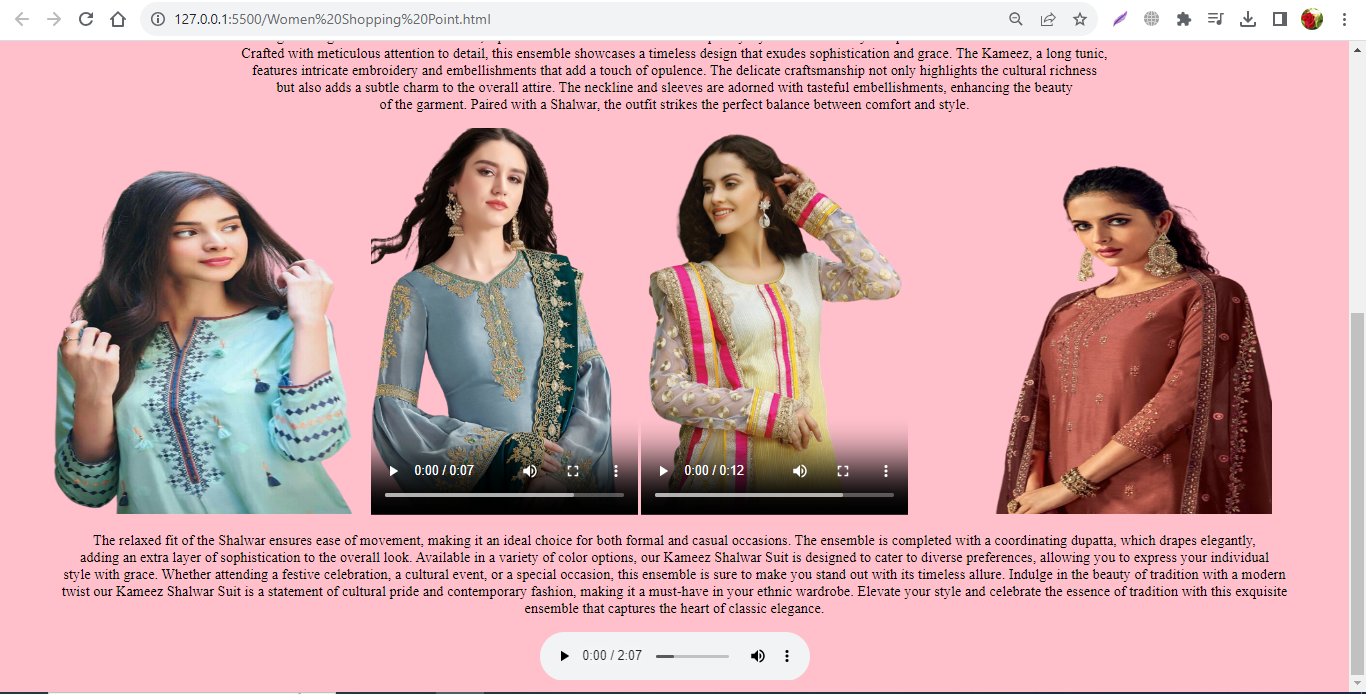 127.0.0.1:5500/Women%20Shopping%20Point.html
Crafted with meticulous attention to detail, this ensemble showcases a timeless design that exudes sophistication and grace. The Kameez, a long tunic,
features intricate embroidery and embellishments that add a touch of opulence. The delicate craftsmanship not only highlights the cultural richness
but also adds a subtle charm to the overall attire. The neckline and sleeves are adorned with tasteful embellishments, enhancing the beauty
of the garment. Paired with a Shalwar, the outfit strikes the perfect balance between comfort and style.
0:00 / 0:07
0:00 / 0:12
The relaxed fit of the Shalwar ensures ease of movement, making it an ideal choice for both formal and casual occasions. The ensemble is completed with a coordinating dupatta, which drapes elegantly,
adding an extra layer of sophistication to the overall look. Available in a variety of color options, our Kameez Shalwar Suit is designed to cater to diverse preferences, allowing you to express your individual
style with grace. Whether attending a festive celebration, a cultural event, or a special occasion, this ensemble is sure to make you stand out with its timeless allure. Indulge in the beauty of tradition with a modern
twist our Kameez Shalwar Suit is a statement of cultural pride and contemporary fashion, making it a must-have in your ethnic wardrobe. Elevate your style and celebrate the essence of tradition with this exquisite
ensemble that captures the heart of classic elegance.
0:00 / 2:07